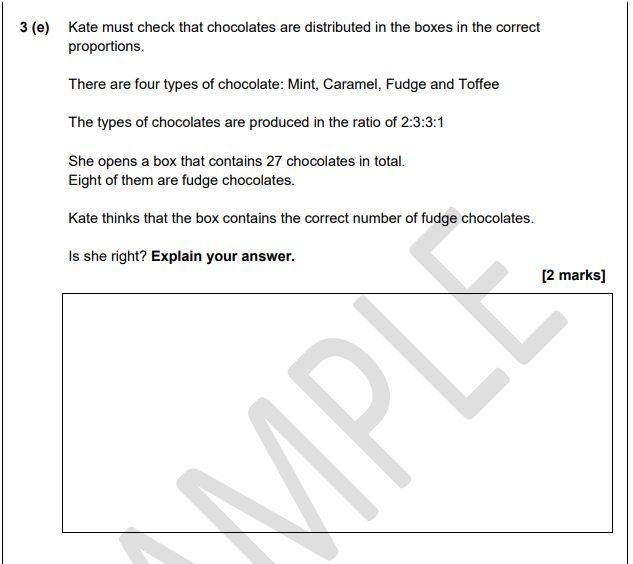 3 (e) Kate must check that chocolates are distributed in the boxes in the correct
proportions.
There are four types of chocolate: Mint, Caramel, Fudge and Toffee
The types of chocolates are produced in the ratio of 2:3:3:1
She opens a box that contains 27 chocolates in total.
Eight of them are fudge chocolates.
Kate thinks that the box contains the correct number of fudge chocolates.
Is she right? Explain your answer.
[2 marks]
AMPLE